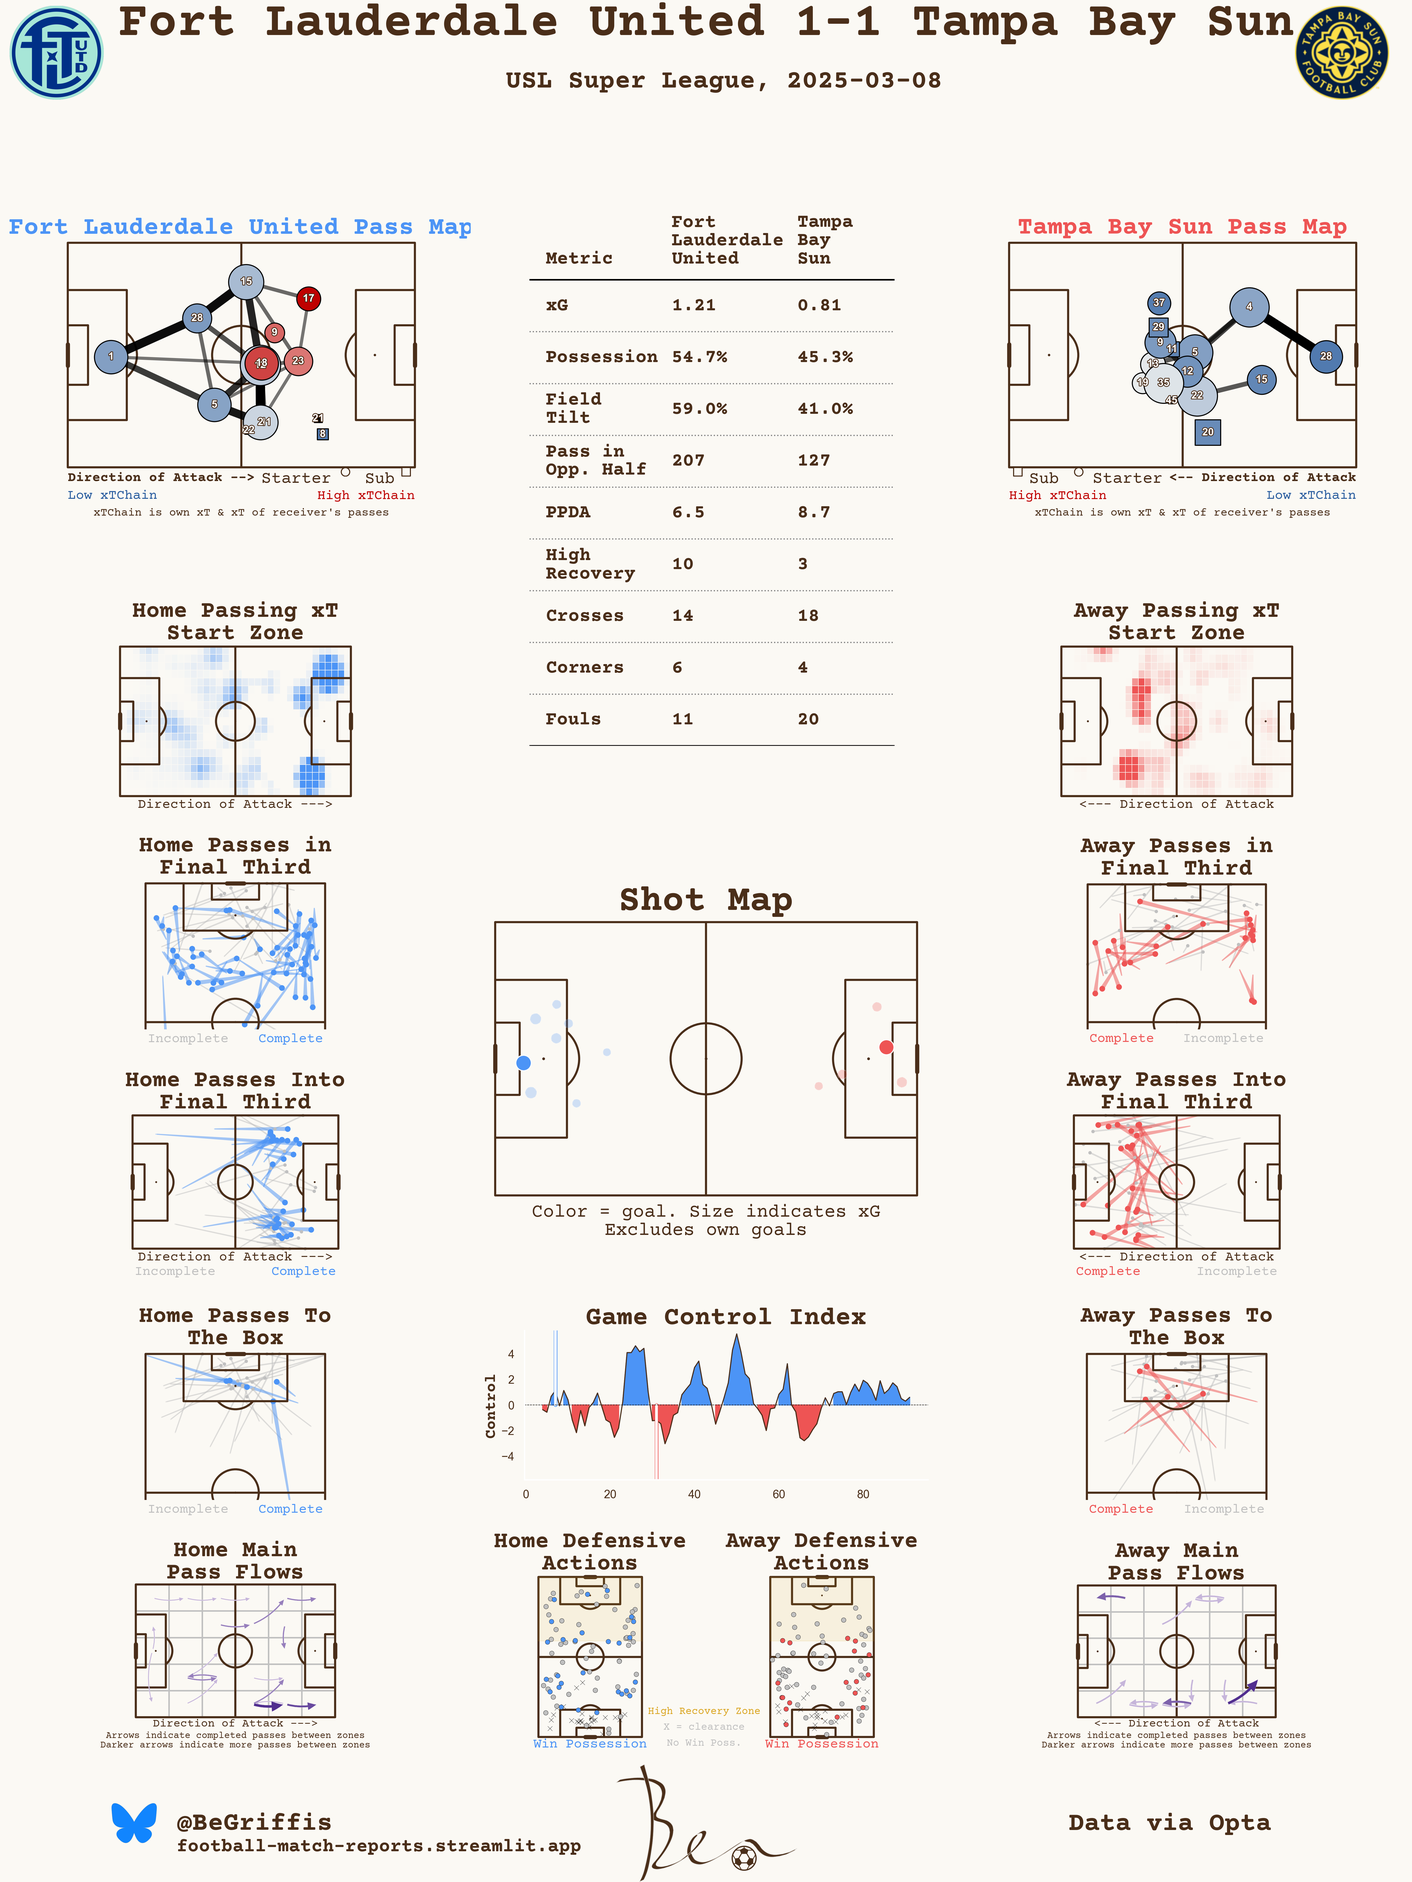 Fort Lauderdale United 1-1 Tampa Bay Sun
USL Super League, 2025-03-08
FLUTD
TAMPA BAY SUN
FOOTBALL CLUB
Fort Lauderdale United Pass Map
1
28
15
17
9
18
23
5
21
22
21
8
Direction of Attack --> Starter Sub
Low xTChain High xTChain
xTChain is own xT & xT of receiver's passes
Metric Fort Lauderdale United Tampa Bay Sun
xG 1.21 0.81
Possession 54.7% 45.3%
Field Tilt 59.0% 41.0%
Pass in Opp. Half 207 127
PPDA 6.5 8.7
High Recovery 10 3
Crosses 14 18
Corners 6 4
Fouls 11 20
Tampa Bay Sun Pass Map
37
4
29
9
11
5
28
13
12
19
35
15
45
22
20
Sub Starter <-- Direction of Attack
High xTChain Low xTChain
xTChain is own xT & xT of receiver's passes
Home Passing xT
Start Zone
Direction of Attack --->
Away Passing xT
Start Zone
<--- Direction of Attack
Home Passes in
Final Third
Incomplete Complete
Away Passes in
Final Third
Complete Incomplete
Shot Map
Color = goal. Size indicates xG
Excludes own goals
Home Passes Into
Final Third
Direction of Attack --->
Incomplete Complete
Away Passes Into
Final Third
<--- Direction of Attack
Complete Incomplete
Home Passes To
The Box
Incomplete Complete
Game Control Index
Control
4
2
0
−2
−4
0 20 40 60 80
Away Passes To
The Box
Complete Incomplete
Home Main
Pass Flows
Direction of Attack --->
Arrows indicate completed passes between zones
Darker arrows indicate more passes between zones
Home Defensive
Actions
Win Possession
High Recovery Zone
X = clearance
No Win Poss.
Away Defensive
Actions
Win Possession
Away Main
Pass Flows
<--- Direction of Attack
Arrows indicate completed passes between zones
Darker arrows indicate more passes between zones
@BeGriffis
football-match-reports.streamlit.app
Ben
Data via Opta